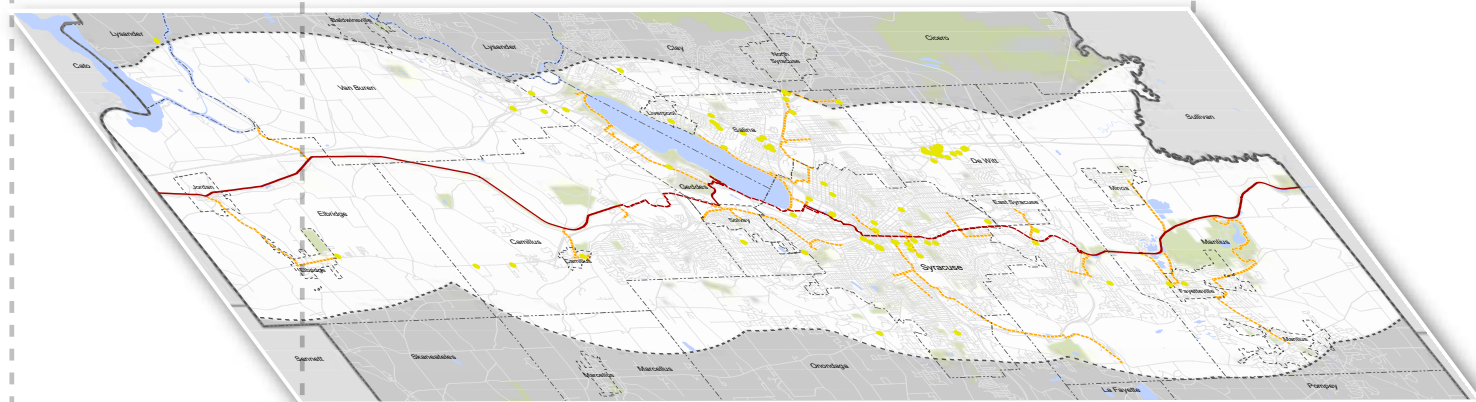 Baldwinsville
Lysander
Lysander
Clay
Cicero
North
Syracuse
Cato
Van Buren
Liverpool
Salina
Sullivan
De Witt
Jordan
Geddes
Minoa
Elbridge
East Syracuse
Solvay
Camillus
Manlius
Camillus
Elbridge
Syracuse
Fayetteville
Manlius
Sennett
Skaneateles
Marcellus
Marcellus
Onondaga
La Fayette
Pompey